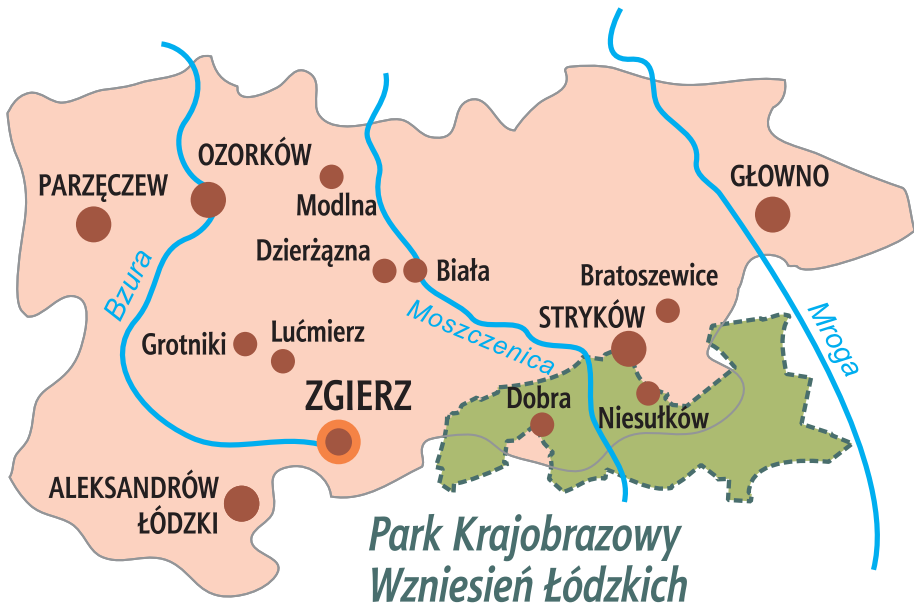 OZORKÓW
PARZĘCZEW
Modlna
GŁOWNO
Dzierżązna
Biała
Bratoszewice
Bzura
Moszczenica
STRYKÓW
Mroga
Grotniki
Lućmierz
ZGIERZ
Dobra
Niesułków
ALEKSANDRÓW
ŁÓDZKI
Park Krajobrazowy
Wzniesień Łódzkich